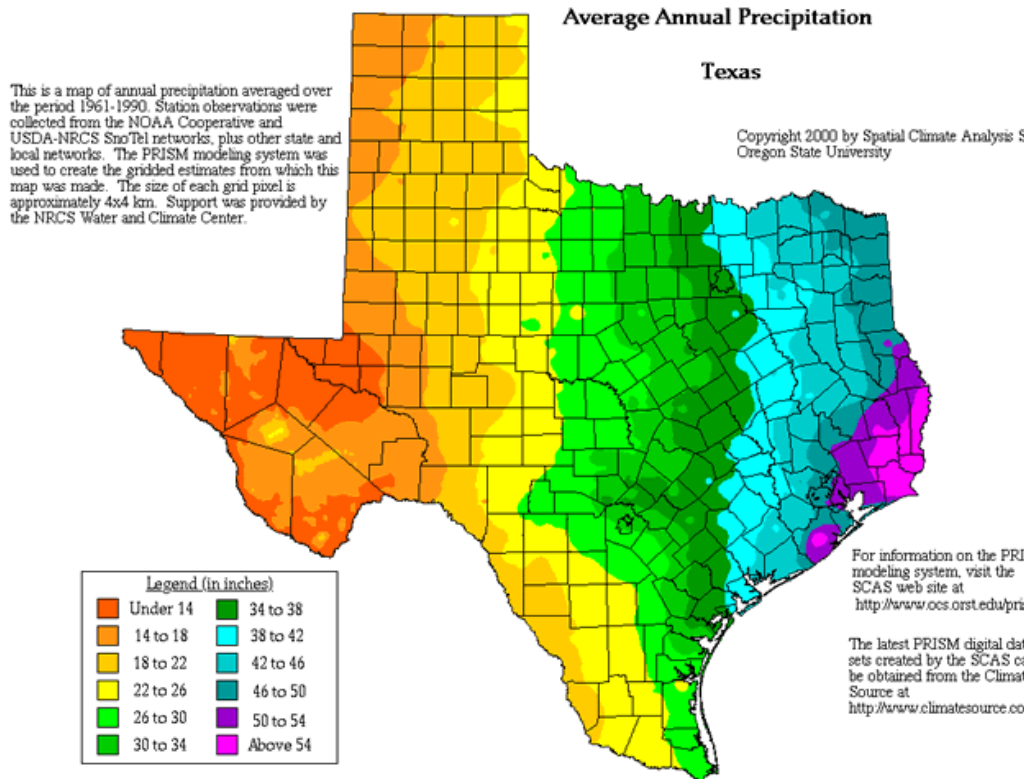 Average Annual Precipitation
Texas
This is a map of annual precipitation averaged over
the period 1961-1990. Station observations were
collected from the NOAA Cooperative and
USDA-NRCS SnoTel networks, plus other state and
local networks. The PRISM modeling system was
used to create the gridded estimates from which this
map was made. The size of each grid pixel is
approximately 4x4 km. Support was provided by
the NRCS Water and Climate Center.
Copyright 2000 by Spatial Climate Analysis S
Oregon State University
For information on the PRI
modeling system, visit the
SCAS web site at
http://www.ocs.orst.edu/pris
The latest PRISM digital dat
sets created by the SCAS ca
be obtained from the Climat
Source at
http://www.climatesource.co
Legend (in inches)
Under 14
14 to 18
18 to 22
22 to 26
26 to 30
30 to 34
34 to 38
38 to 42
42 to 46
46 to 50
50 to 54
Above 54